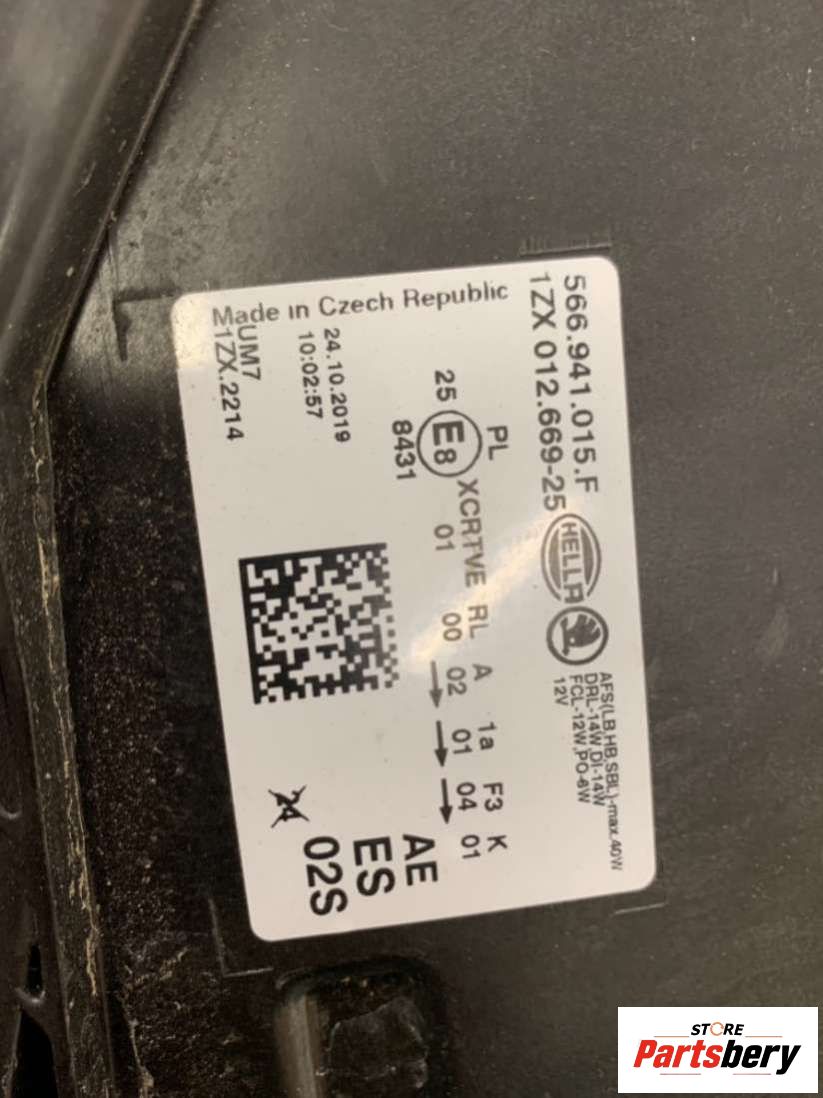 566.941.015.F
1ZX 012.669-25
HELLA
AFS(LB,HB,SBL)-max.40W
DRL-14W,DI-14W
FCL-12W,PO-6W
12V
PL XCRTVE RL A 1a F3 K
25 E8 01 00 02 01 04 01
8431
AE
ES
02S
24
Made in Czech Republic
24.10.2019
10:02:57
UM7
1ZX.2214
STORE
Partsbery